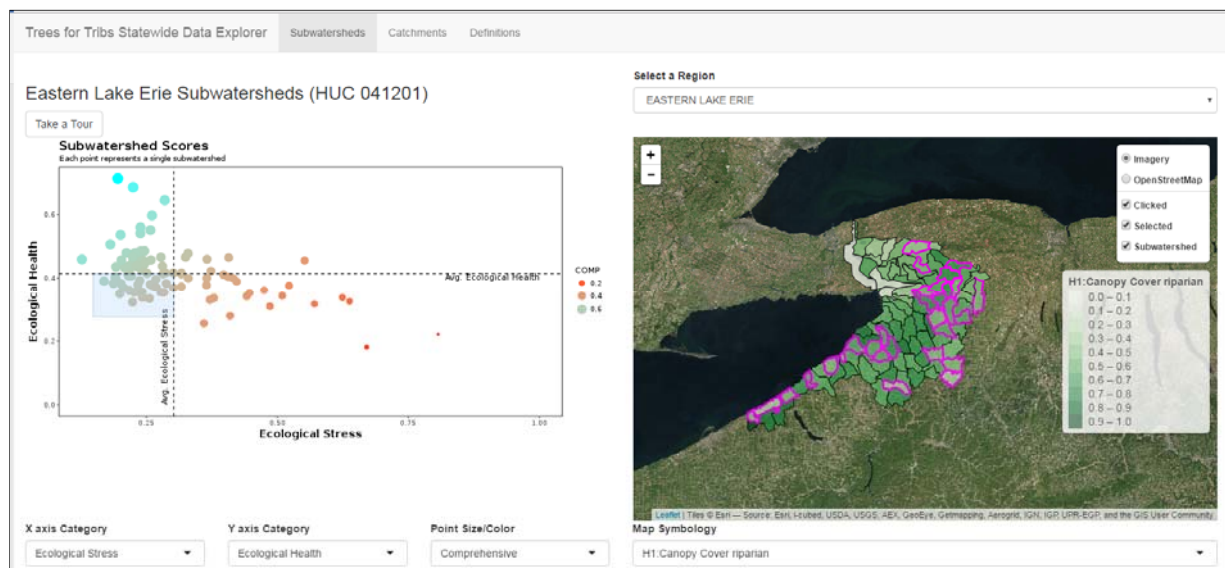 Trees for Tribs Statewide Data Explorer
Subwatersheds
Catchments
Definitions
Eastern Lake Erie Subwatersheds (HUC 041201)
Take a Tour
Subwatershed Scores
Each point represents a single subwatershed
Ecological Health
0.6
0.4
0.2
0.0
Avg. Ecological Health
Avg. Ecological Stress
0.25
0.50
0.75
1.00
Ecological Stress
COMP
0.2
0.4
0.6
X axis Category
Ecological Stress
Y axis Category
Ecological Health
Point Size/Color
Comprehensive
Select a Region
EASTERN LAKE ERIE
+
−
Imagery
OpenStreetMap
Clicked
Selected
Subwatershed
H1:Canopy Cover riparian
0.0 – 0.1
0.1 – 0.2
0.2 – 0.3
0.3 – 0.4
0.4 – 0.5
0.5 – 0.6
0.6 – 0.7
0.7 – 0.8
0.8 – 0.9
0.9 – 1.0
Leaflet | Tiles © Esri — Source: Esri, i-cubed, USDA, USGS, AEX, GeoEye, Getmapping, Aerogrid, IGN, IGP, UPR-EGP, and the GIS User Community
Map Symbology
H1:Canopy Cover riparian